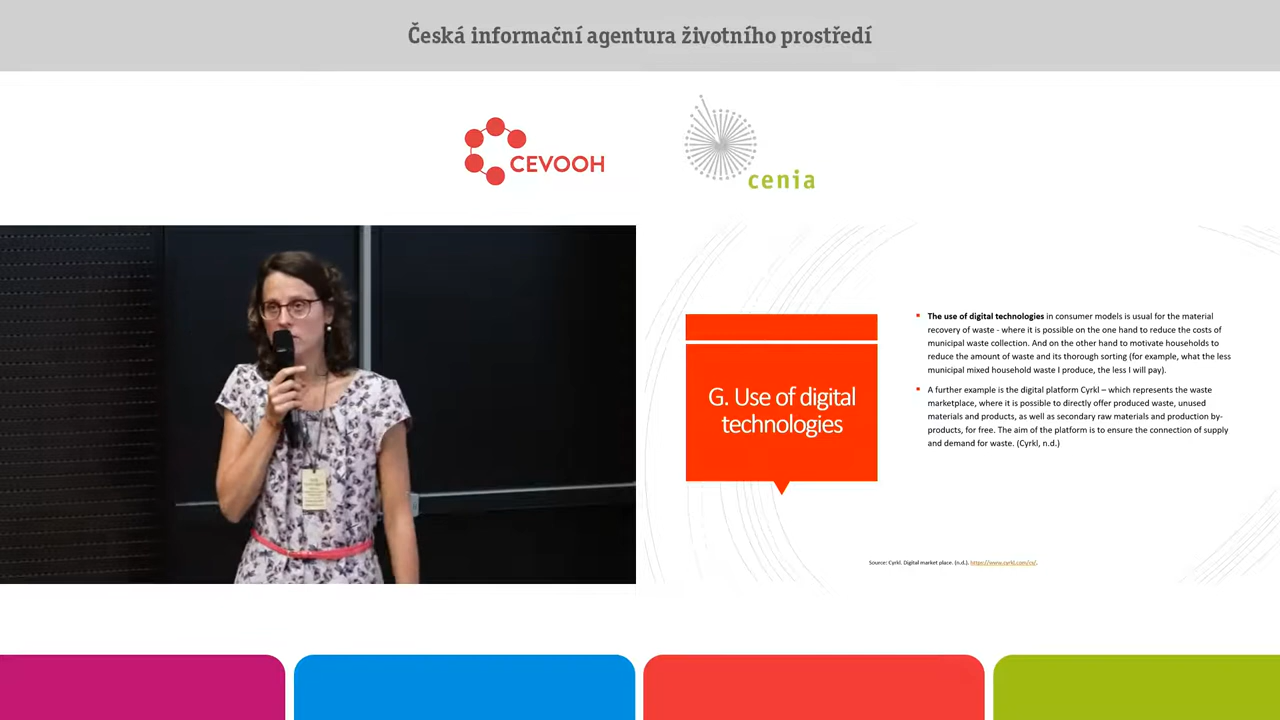 Česká informační agentura životního prostředí
CEVOOH
cenia
G. Use of digital
technologies
The use of digital technologies in consumer models is usual for the material
recovery of waste - where it is possible on the one hand to reduce the costs of
municipal waste collection. And on the other hand to motivate households to
reduce the amount of waste and its thorough sorting (for example, what the less
municipal mixed household waste I produce, the less I will pay).
A further example is the digital platform Cyrkl – which represents the waste
marketplace, where it is possible to directly offer produced waste, unused
materials and products, as well as secondary raw materials and production by-
products, for free. The aim of the platform is to ensure the connection of supply
and demand for waste. (Cyrkl, n.d.)
Source: Cyrkl. Digital market place. (n.d.). https://www.cyrkl.com/cs/.